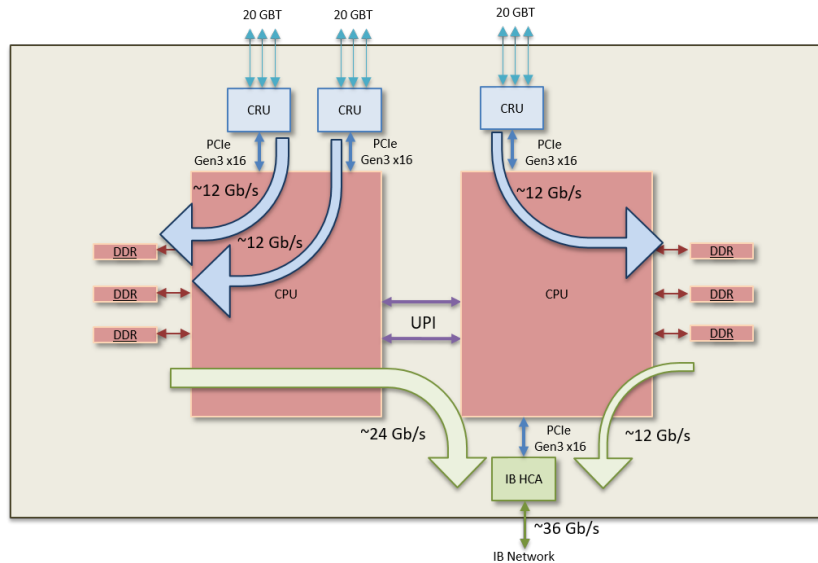 20 GBT
20 GBT
20 GBT
CRU
CRU
CRU
PCIe
Gen3 x16
PCIe
Gen3 x16
PCIe
Gen3 x16
~12 Gb/s
~12 Gb/s
~12 Gb/s
DDR
DDR
DDR
CPU
UPI
CPU
DDR
DDR
DDR
~24 Gb/s
PCIe
Gen3 x16
~12 Gb/s
IB HCA
~36 Gb/s
IB Network